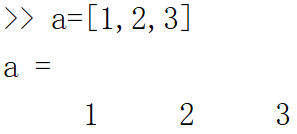 >> a=[1,2,3]
a =
1 2 3